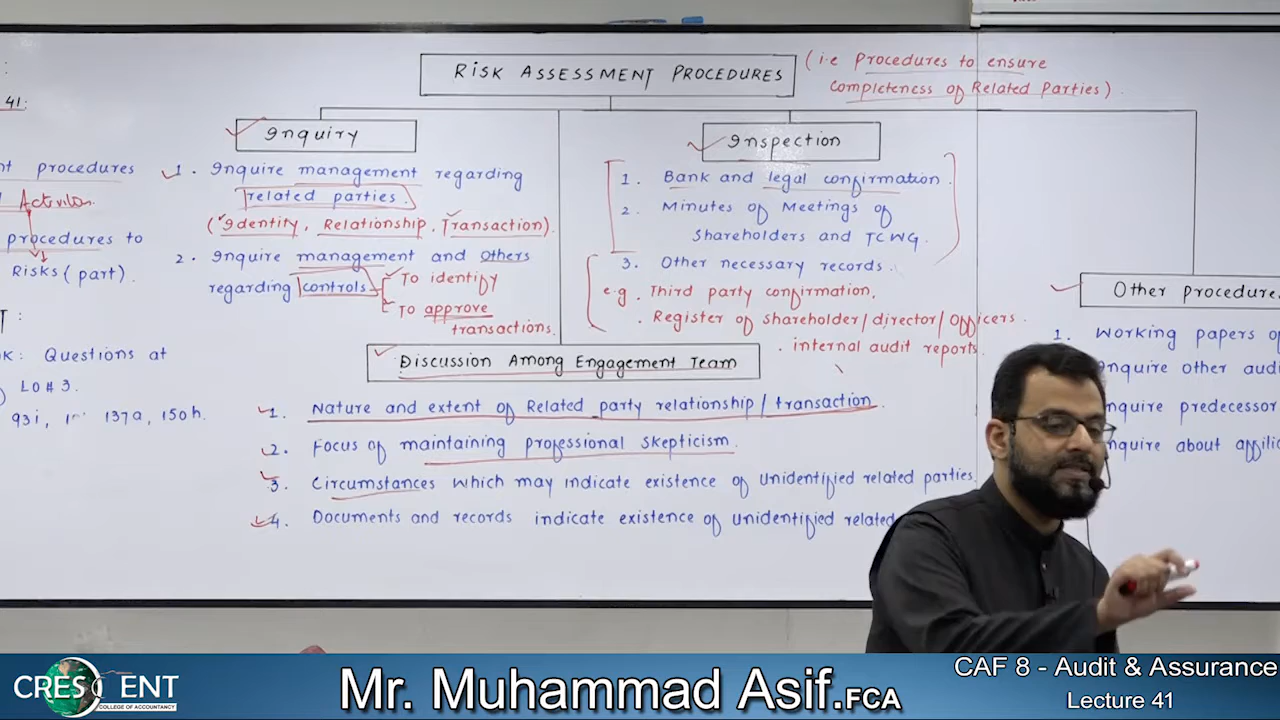 41:
procedures
Activiton
procedures to
Risks (part).
T :
OK: Questions at
LO # 3.
93i, 137a, 150h.
RISK ASSESSMENT PROCEDURES
(i.e Procedures to ensure
completeness of Related Parties).
Inquiry
1. Inquire management regarding
related parties.
(Identity, Relationship, Transaction).
2. Inquire management and others
regarding controls
To identify
To approve
transactions.
Inspection
1. Bank and legal confirmation.
2. Minutes of Meetings of
Shareholders and TCWG.
3. Other necessary records.
e.g. Third party confirmation.
. Register of shareholder/director/officers.
. internal audit reports.
Discussion Among Engagement Team
1. Nature and extent of Related party relationship/transaction.
2. Focus of maintaining professional skepticism.
3. Circumstances which may indicate existence of unidentified related parties.
4. Documents and records indicate existence of unidentified related
Other procedure
1. Working papers of
inquire other
inquire predecessor
inquire about
CRESCENT
COLLEGE OF ACCOUNTANCY
Mr. Muhammad Asif.FCA
CAF 8 - Audit & Assurance
Lecture 41